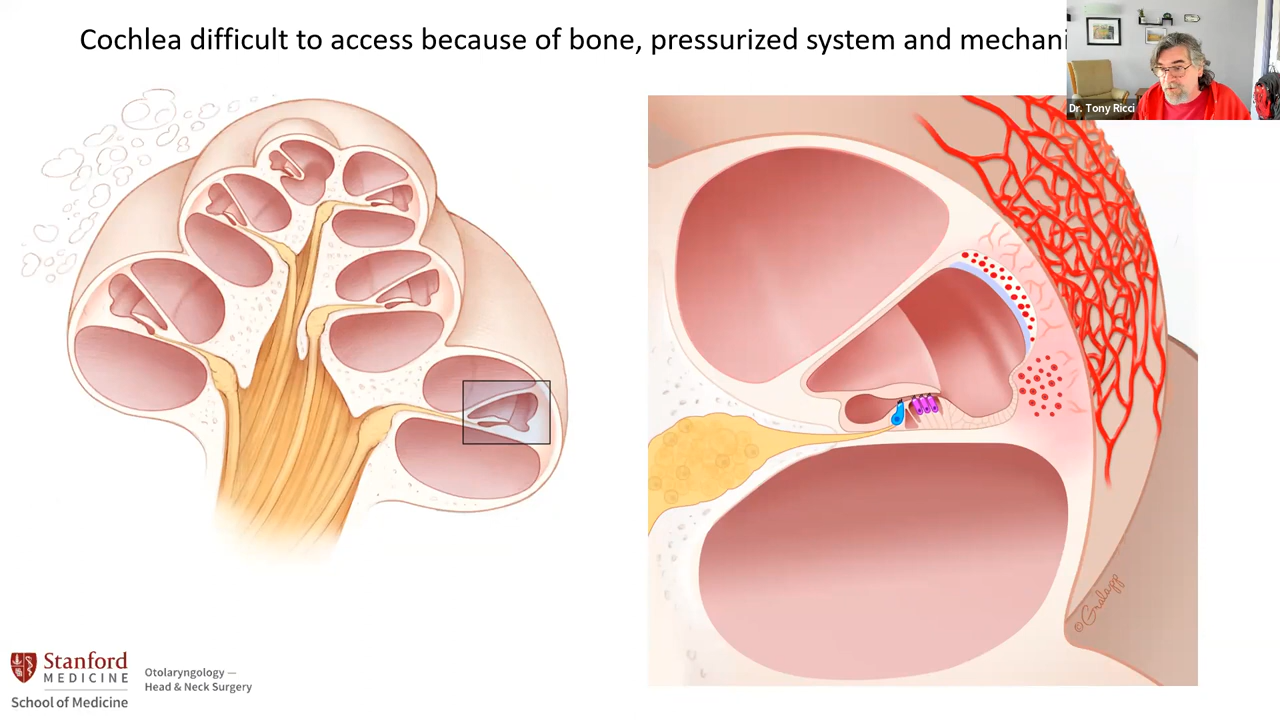 Cochlea difficult to access because of bone, pressurized system and mechani
Dr. Tony Ricci
© Gralapp
Stanford
MEDICINE
School of Medicine
Otolaryngology —
Head & Neck Surgery